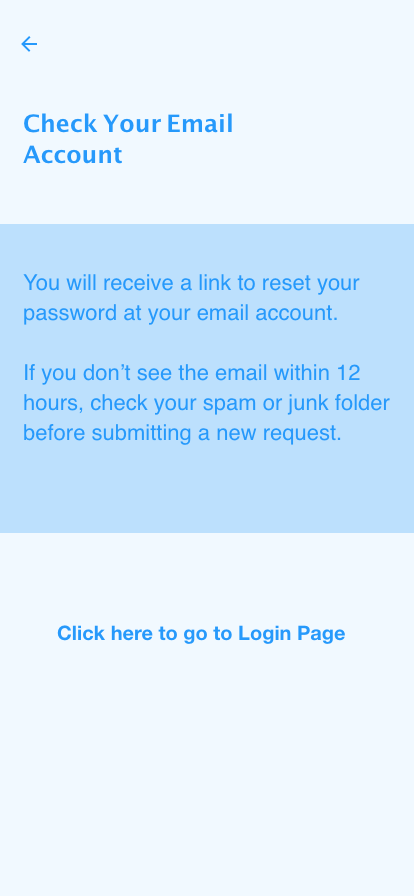 Check Your Email
Account
You will receive a link to reset your
password at your email account.
If you don’t see the email within 12
hours, check your spam or junk folder
before submitting a new request.
Click here to go to Login Page